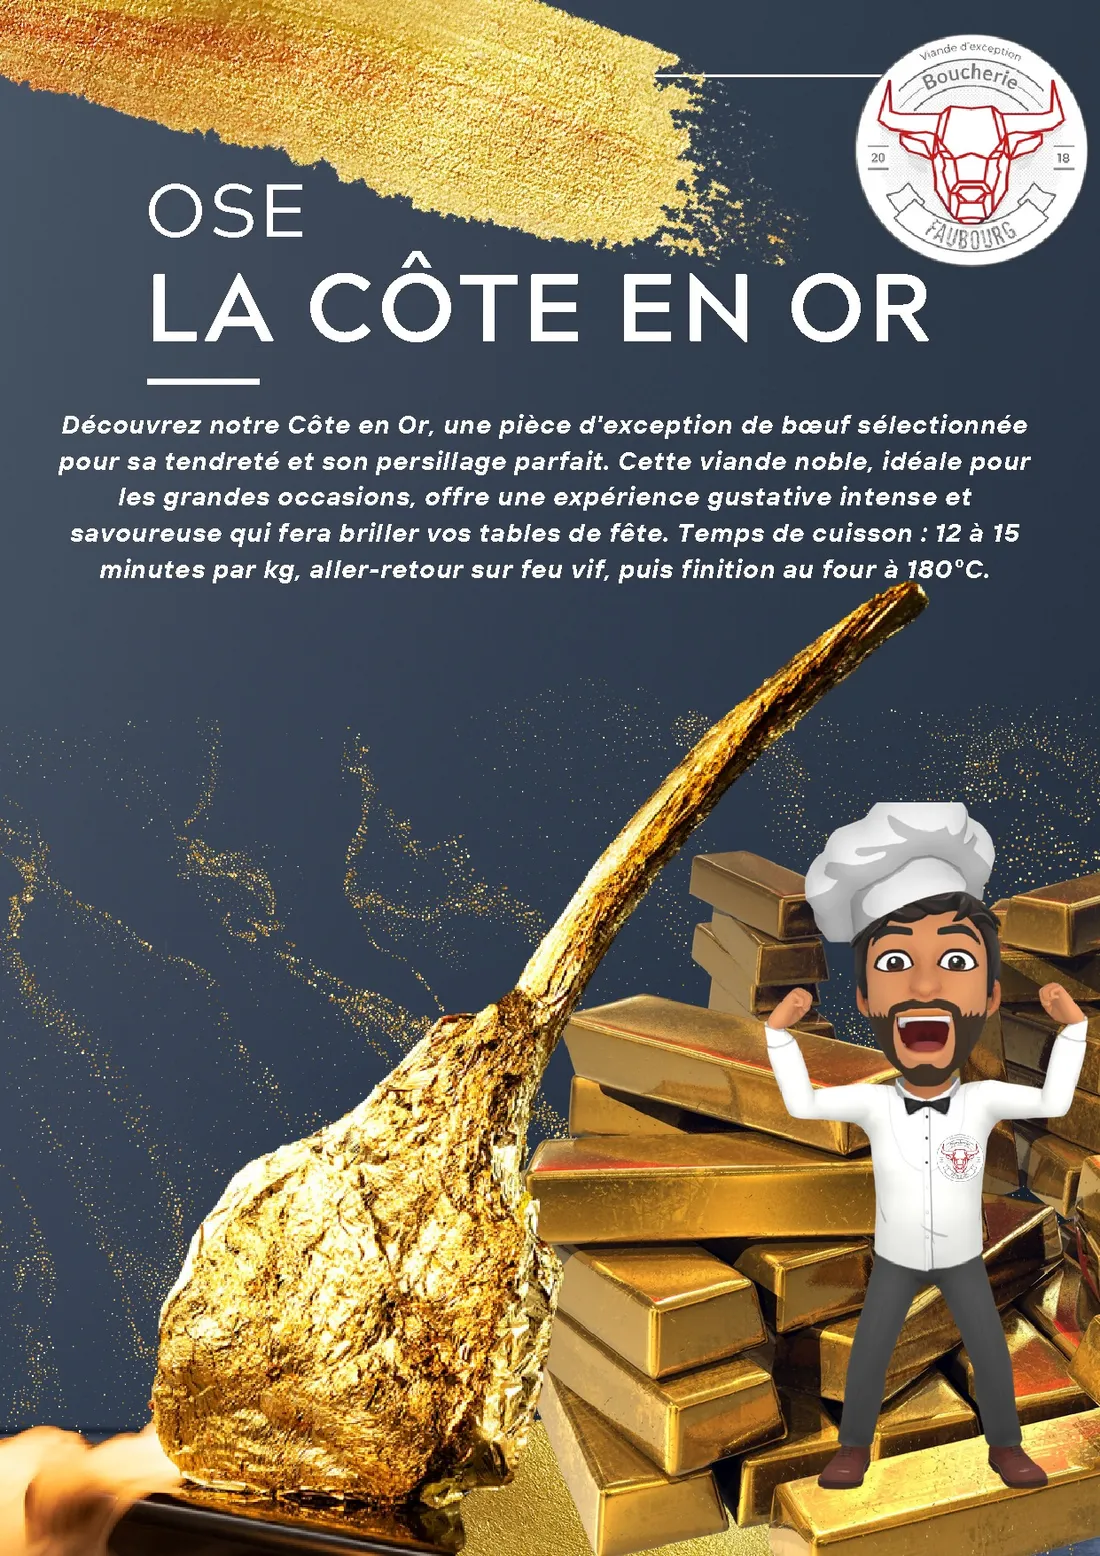 Viande d'exception
Boucherie
20 18
FAUBOURG
OSE
LA CÔTE EN OR
Découvrez notre Côte en Or, une pièce d'exception de bœuf sélectionnée
pour sa tendreté et son persillage parfait. Cette viande noble, idéale pour
les grandes occasions, offre une expérience gustative intense et
savoureuse qui fera briller vos tables de fête. Temps de cuisson : 12 à 15
minutes par kg, aller-retour sur feu vif, puis finition au four à 180°C.